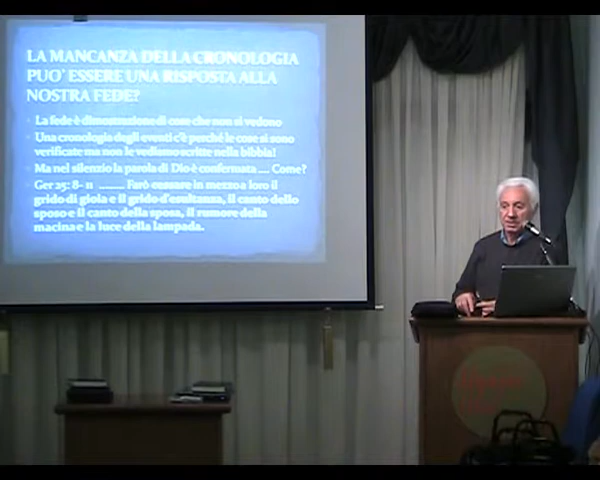 LA MANCANZA DELLA CRONOLOGIA
PUO' ESSERE UNA RISPOSTA ALLA
NOSTRA FEDE?
La fede è dimostrazione di cose che non si vedono
Una cronologia degli eventi c'è perché le cose si sono
verificate ma non le vediamo scritte nella bibbia!
Ma nel silenzio la parola di Dio è confermata .... Come?
Ger 25: 8- 11 ......... Farò cessare in mezzo a loro il
grido di gioia e il grido d'esultanza, il canto dello
sposo e il canto della sposa, il rumore della
macina e la luce della lampada.